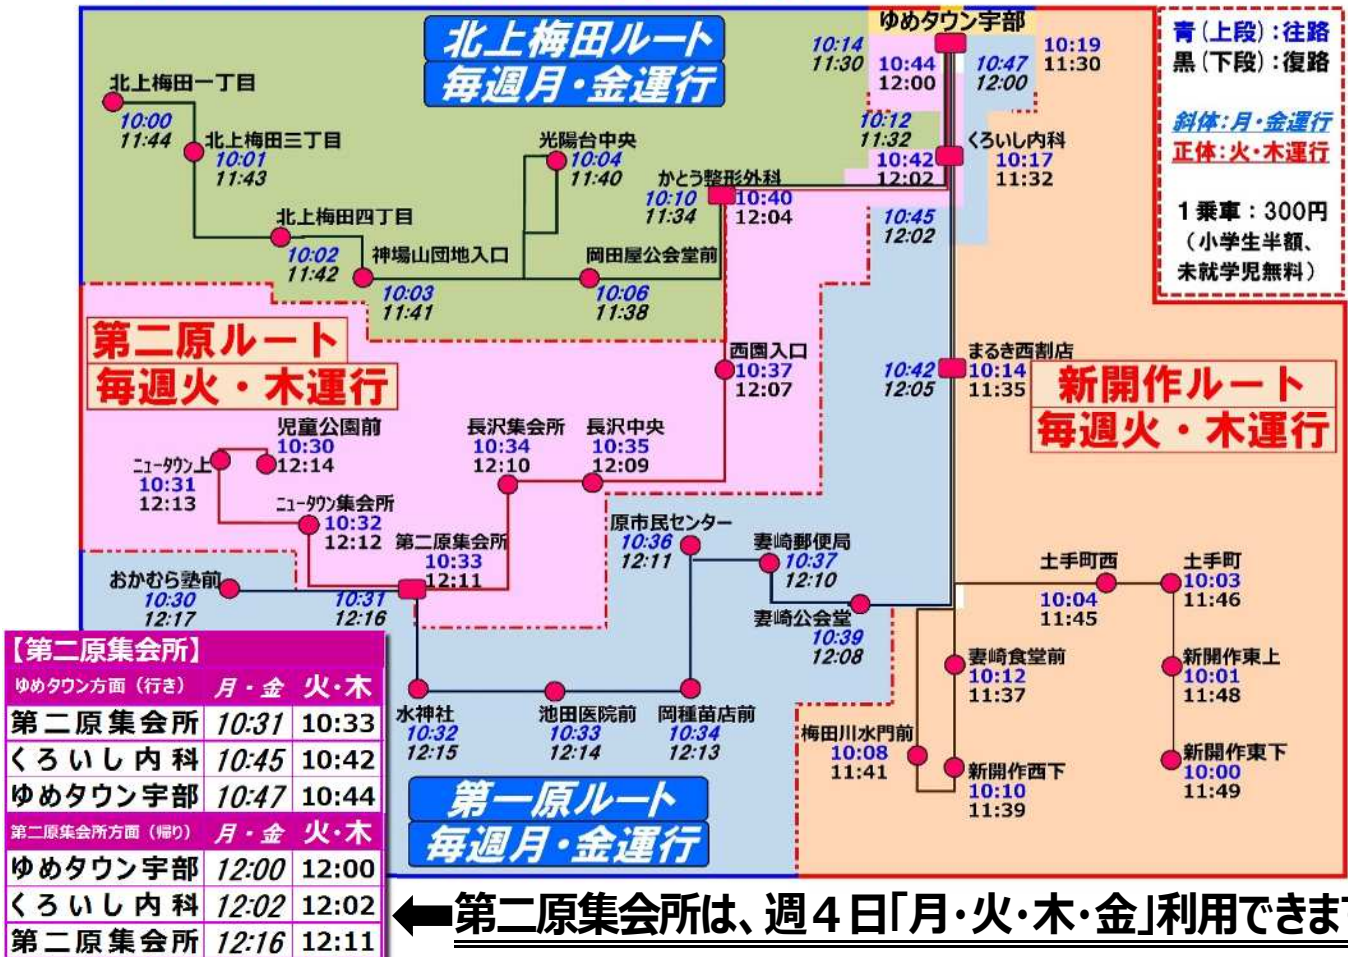 北上梅田ルート
毎週月・金運行
ゆめタウン宇部
10:14
11:30
10:44
12:00
10:47
12:00
10:19
11:30
青(上段):往路
黒(下段):復路
斜体:月・金運行
正体:火・木運行
1乗車:300円
(小学生半額、
未就学児無料)
北上梅田一丁目
10:00
11:44
北上梅田三丁目
10:01
11:43
北上梅田四丁目
10:02
11:42
神場山団地入口
10:03
11:41
光陽台中央
10:04
11:40
岡田屋公会堂前
10:06
11:38
かとう整形外科
10:10
11:34
10:40
12:04
くろいし内科
10:12
11:32
10:42
12:02
10:17
11:32
10:45
12:02
第二原ルート
毎週火・木運行
西園入口
10:37
12:07
まるき西割店
10:42
12:05
10:14
11:35
新開作ルート
毎週火・木運行
児童公園前
10:30
12:14
ニュータウン上
10:31
12:13
ニュータウン集会所
10:32
12:12
長沢集会所
10:34
12:10
長沢中央
10:35
12:09
第二原集会所
10:33
12:11
10:31
12:16
おかむら塾前
10:30
12:17
原市民センター
10:36
12:11
妻崎郵便局
10:37
12:10
妻崎公会堂
10:39
12:08
土手町西
10:04
11:45
土手町
10:03
11:46
妻崎食堂前
10:12
11:37
新開作東上
10:01
11:48
梅田川水門前
10:08
11:41
新開作西下
10:10
11:39
新開作東下
10:00
11:49
水神社
10:32
12:15
池田医院前
10:33
12:14
岡種苗店前
10:34
12:13
第一原ルート
毎週月・金運行
【第二原集会所】
ゆめタウン方面(行き) 月・金 火・木
第二原集会所 10:31 10:33
くろいし内科 10:45 10:42
ゆめタウン宇部 10:47 10:44
第二原集会所方面(帰り) 月・金 火・木
ゆめタウン宇部 12:00 12:00
くろいし内科 12:02 12:02
第二原集会所 12:16 12:11
⬅第二原集会所は、週4日「月・火・木・金」利用できます